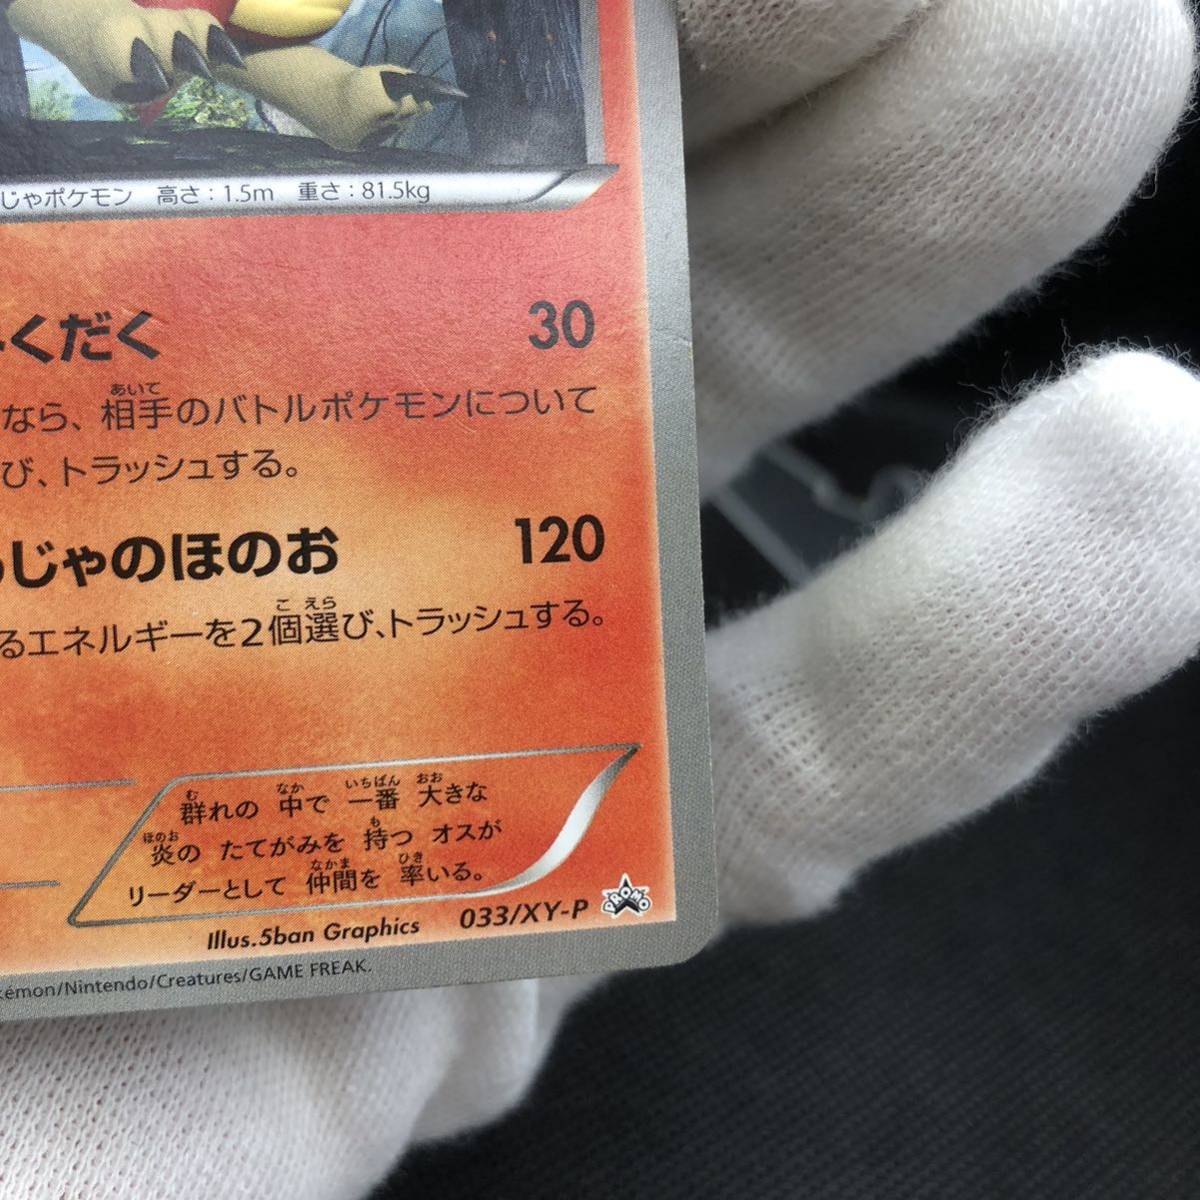 じゃポケモン 高さ：1.5m 重さ：81.5kg
くだく 30
なら、相手のバトルポケモンについて
び、トラッシュする。
じゃのほのお 120
るエネルギーを2個選び、トラッシュする。
群れの 中で 一番 大きな
炎の たてがみを 持つ オスが
リーダーとして 仲間を 率いる。
Illus.5ban Graphics 033/XY-P PROMO
kémon/Nintendo/Creatures/GAME FREAK.